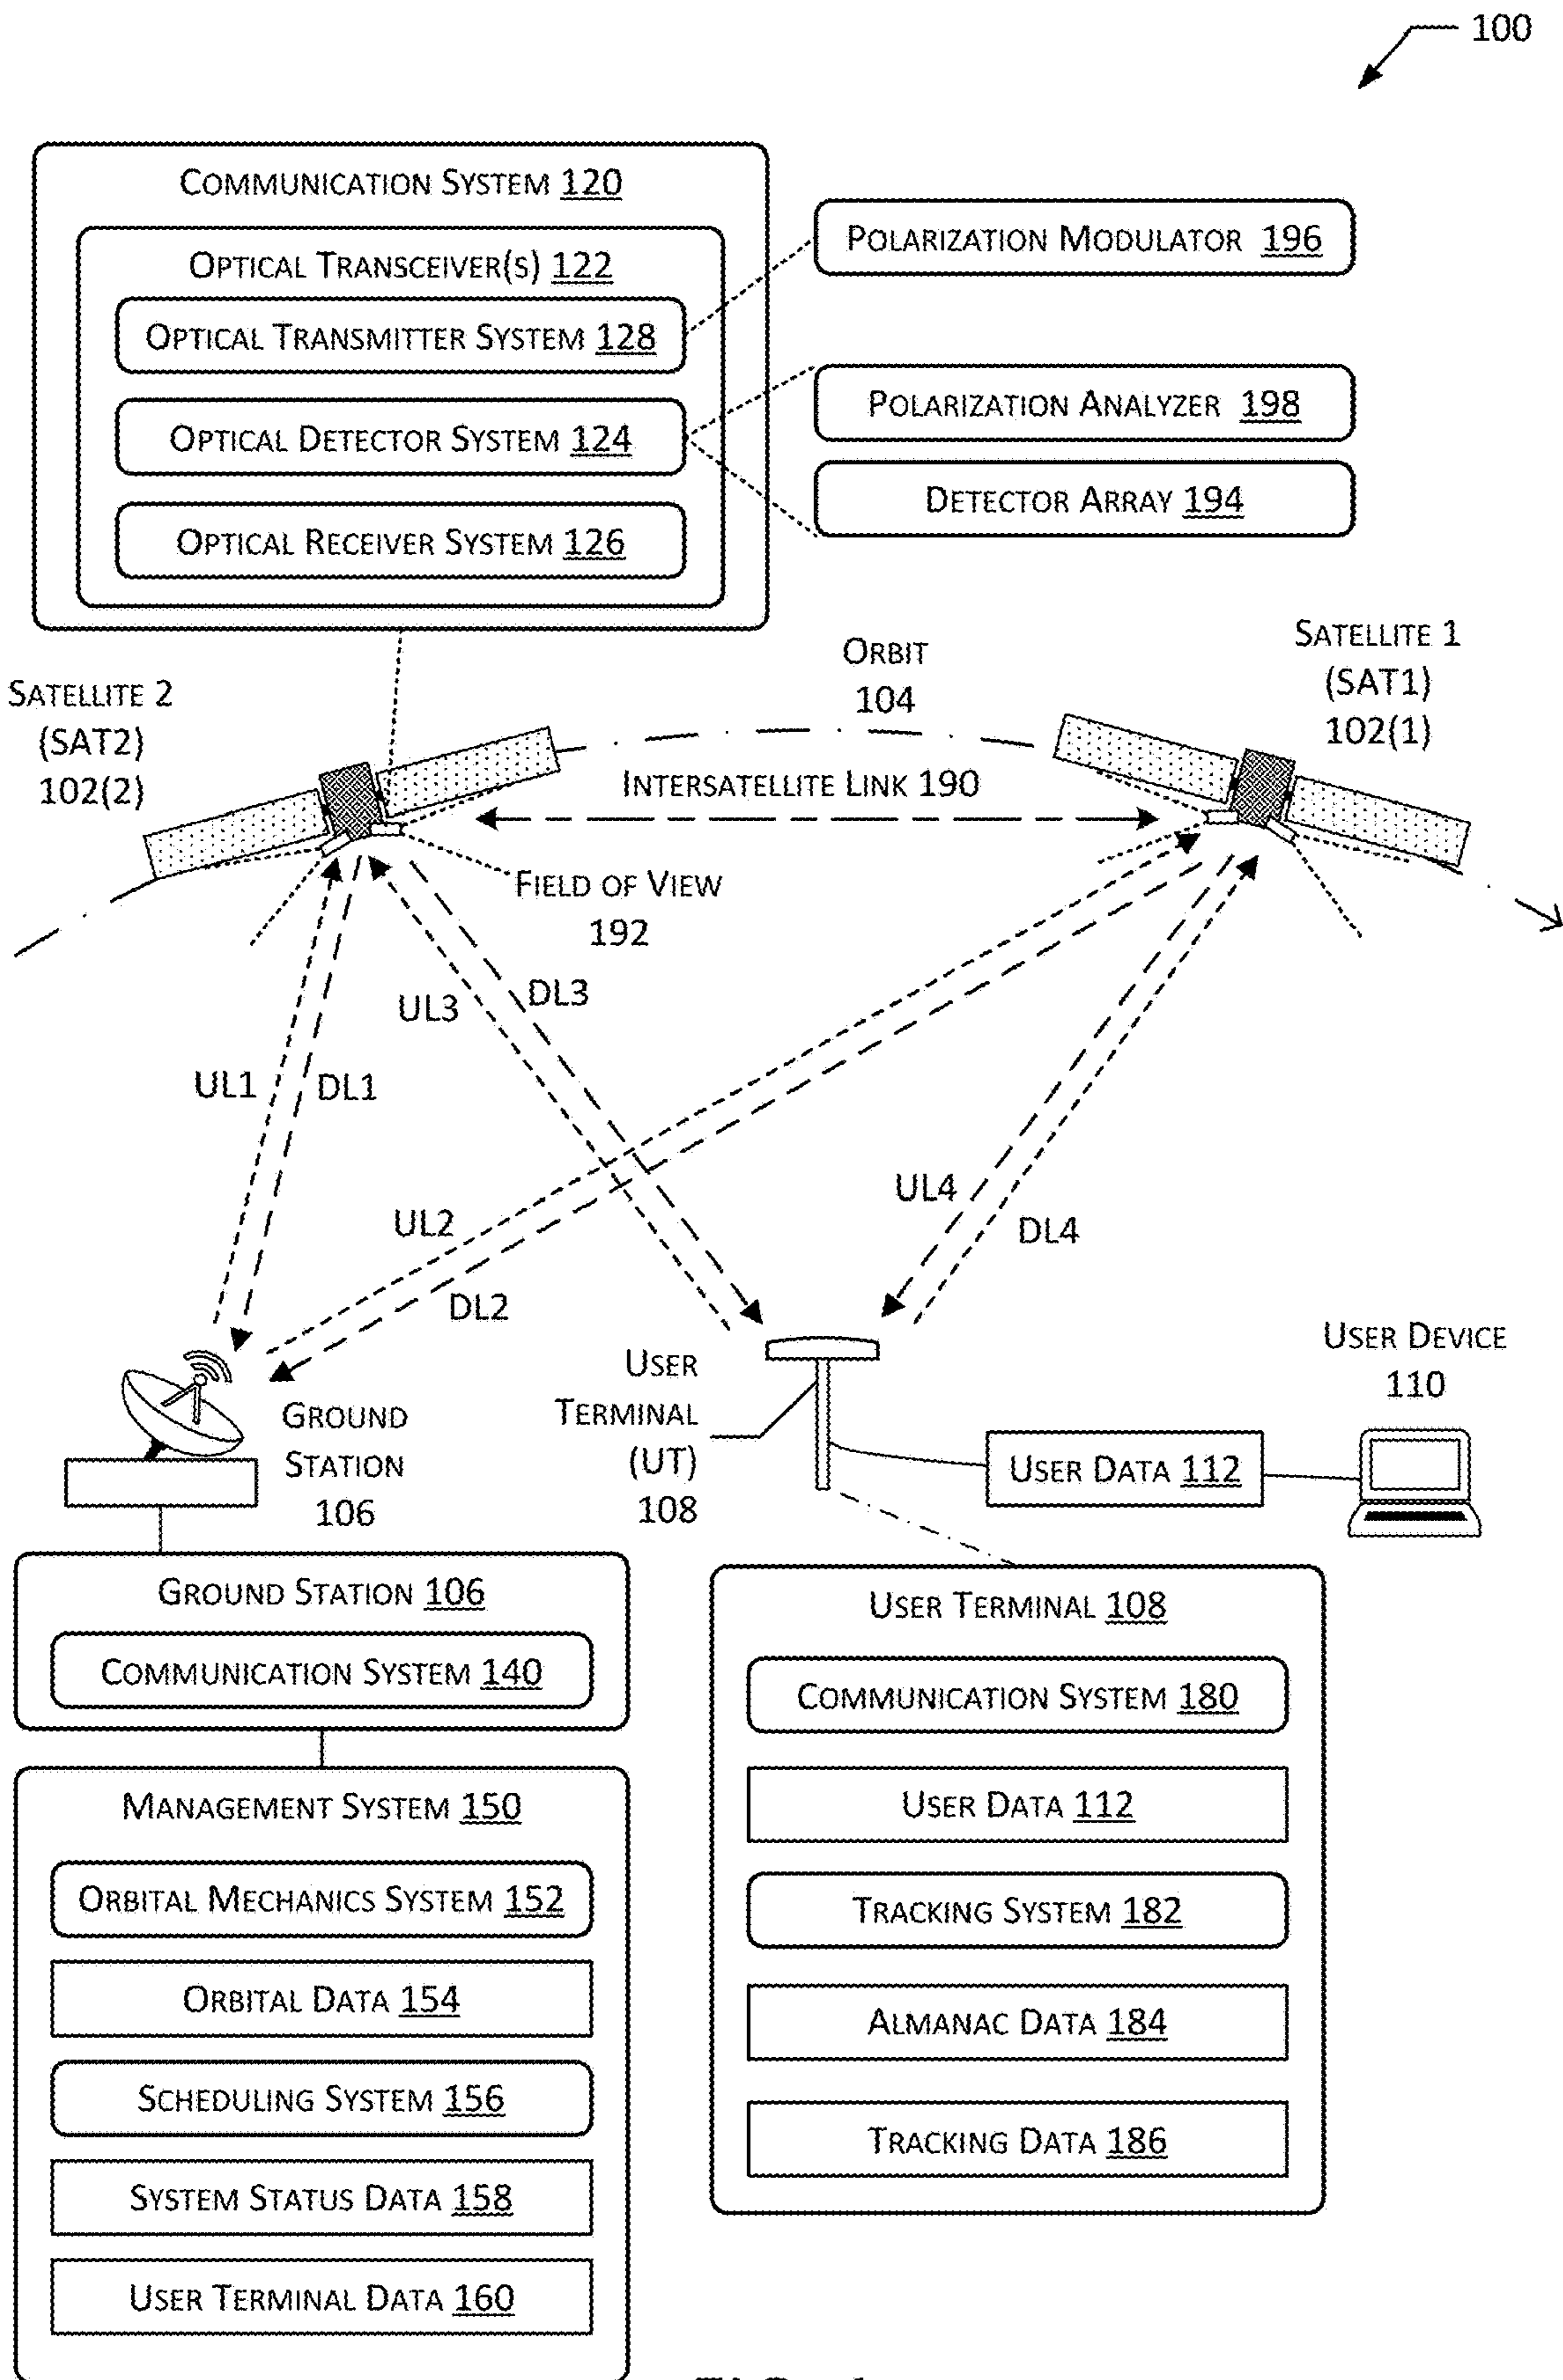 100
COMMUNICATION SYSTEM 120
OPTICAL TRANSCEIVER(S) 122
OPTICAL TRANSMITTER SYSTEM 128
OPTICAL DETECTOR SYSTEM 124
OPTICAL RECEIVER SYSTEM 126
POLARIZATION MODULATOR 196
POLARIZATION ANALYZER 198
DETECTOR ARRAY 194
SATELLITE 2
(SAT2)
102(2)
ORBIT
104
SATELLITE 1
(SAT1)
102(1)
INTERSATELLITE LINK 190
FIELD OF VIEW
192
UL1
DL1
UL3
DL3
UL2
DL2
UL4
DL4
GROUND
STATION
106
USER
TERMINAL
(UT)
108
USER DATA 112
USER DEVICE
110
GROUND STATION 106
COMMUNICATION SYSTEM 140
MANAGEMENT SYSTEM 150
ORBITAL MECHANICS SYSTEM 152
ORBITAL DATA 154
SCHEDULING SYSTEM 156
SYSTEM STATUS DATA 158
USER TERMINAL DATA 160
USER TERMINAL 108
COMMUNICATION SYSTEM 180
USER DATA 112
TRACKING SYSTEM 182
ALMANAC DATA 184
TRACKING DATA 186